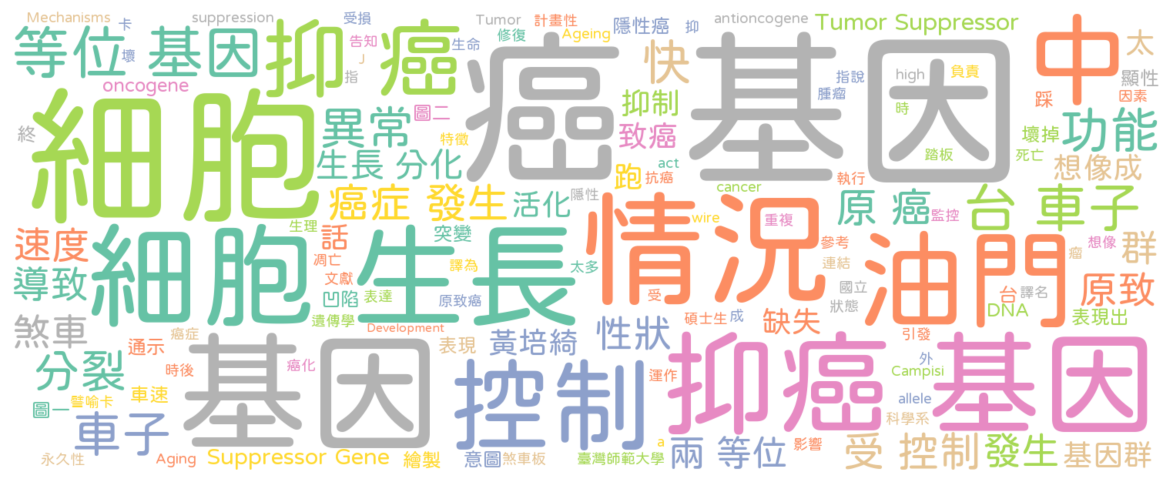 Mechanisms 卡 suppression 受損 Tumor 計畫性 隱性癌 抑 antioncogene Tumor Suppressor 太
等位 基因 壞 抑 癌 告知 J 指 生命 修復 Ageing 癌 基因 快 指說 high 負責 中 顯性
oncogene 抑制 腫瘤 時 踩 因素
細胞 終 異常 圖二 特徵 致癌 踏板 壞掉 功能
生長 分化 act 抗癌 跑 執行 死亡 想像成
癌症 發生 活化 隱性 cancer 原 癌 監控 台 車子
速度 生理 話 突變 情況 wire 重複 參考 油門 想像 群
導致 細胞 生長 凋亡 譯為 太多 連結 瘤
文獻 凹陷 表達 原致癌 受 國立 台 譯名 原致
煞車 遺傳學 Development 碩士生 成 缺失 狀態 引發 DNA 表現出
癌症 基因 表現 黃培綺 性狀 抑癌 基因
分裂 通示 時後 癌化 控制 運作 外 Campisi
圖一 譬喻卡 車速 allele 科學系
車子 a
永久性 Aging Suppressor Gene 繪製 意圖 煞車板 臺灣師範大學 兩 等位 影響 受 控制 發生 基因群